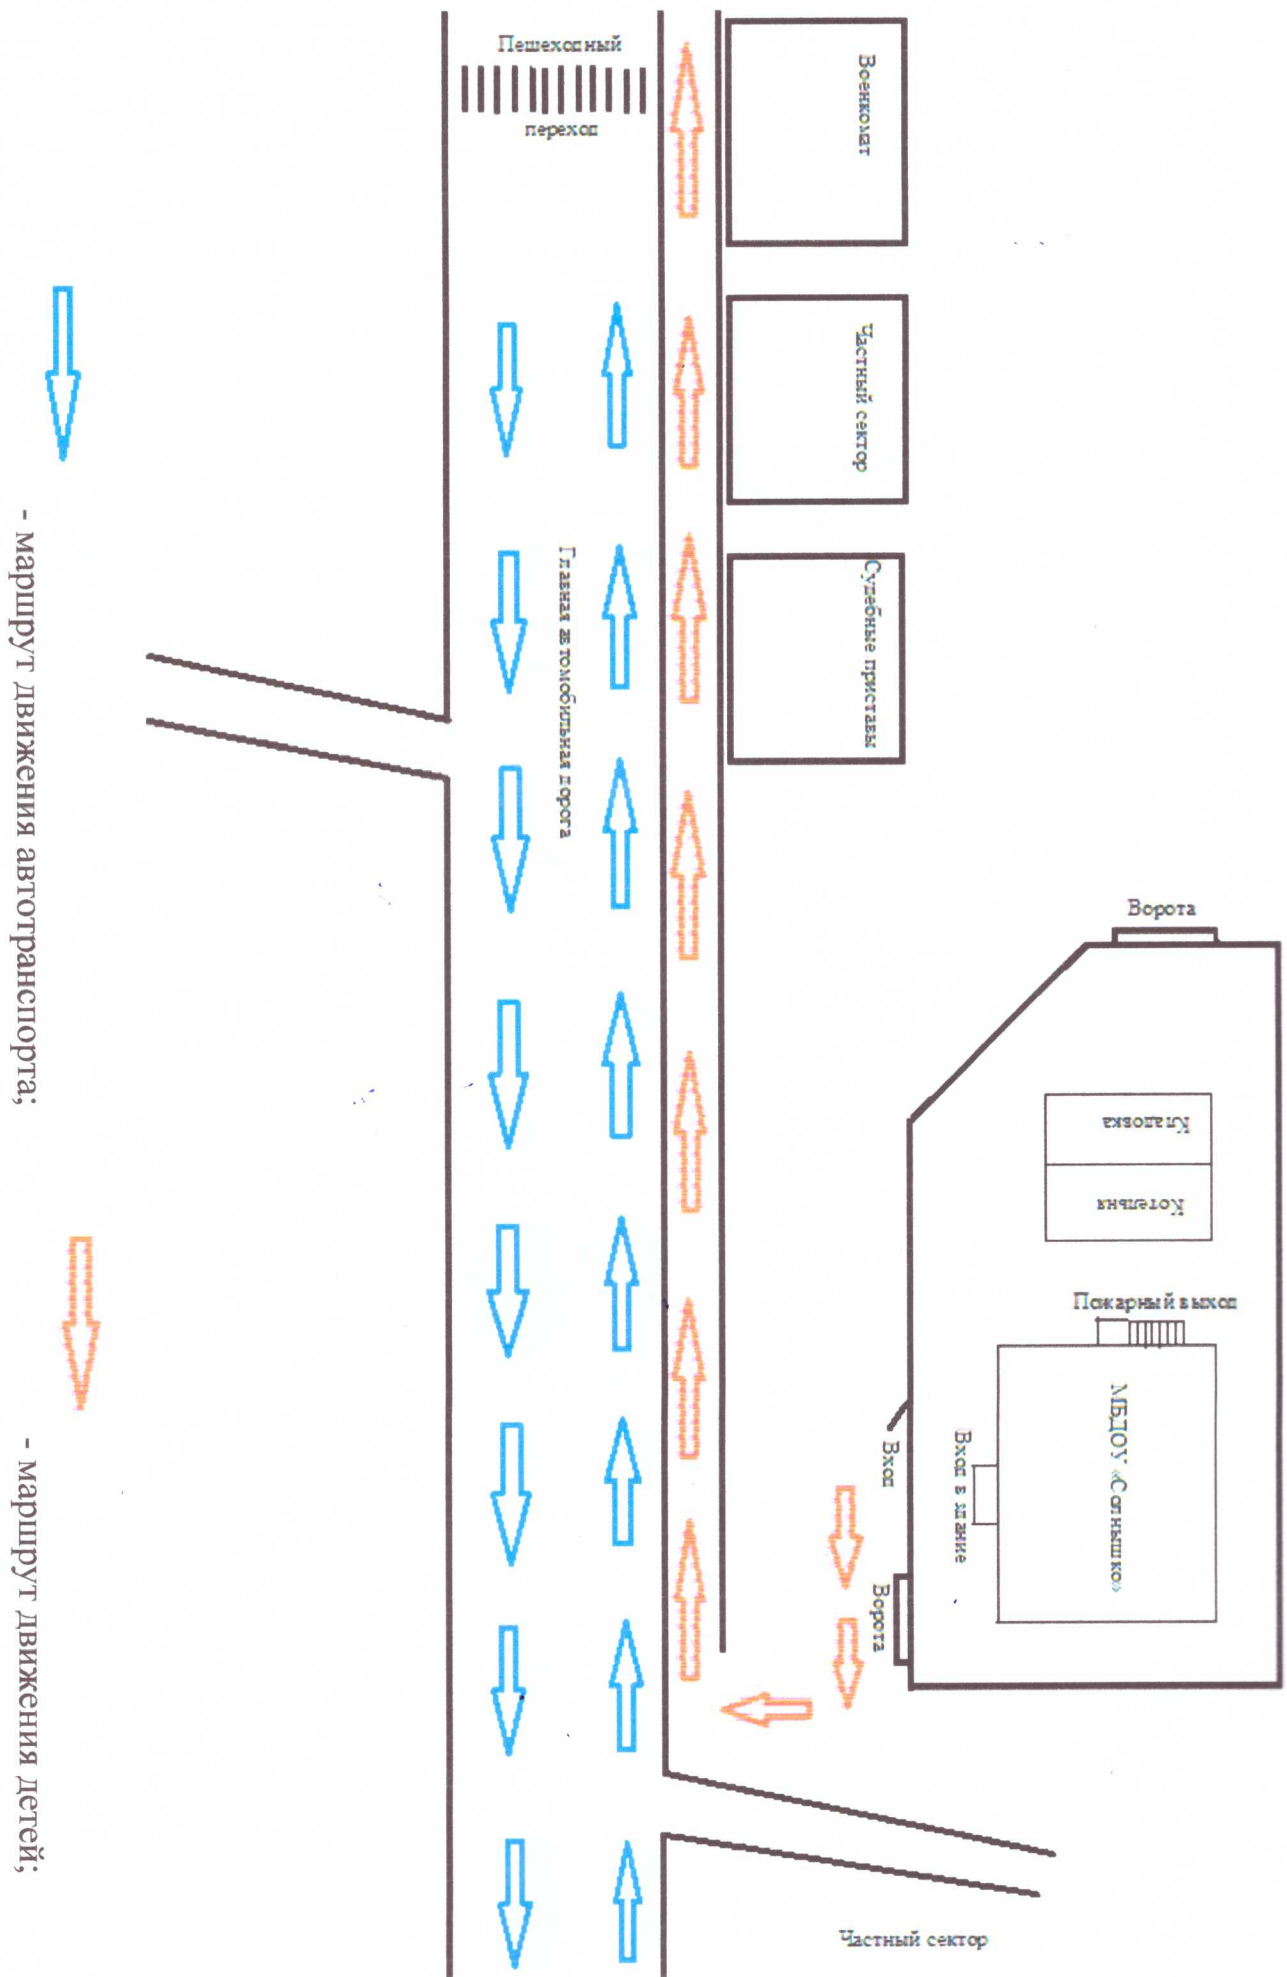 Пешеходный
переход
Военкомат
Частный сектор
Судебные приставы
Главная автомобильная дорога
Ворота
Кладовка
Котельня
Пожарный выход
МБДОУ «Солнышко»
Вход в здание
Вход
Ворота
Частный сектор
- маршрут движения автотранспорта;
- маршрут движения детей;